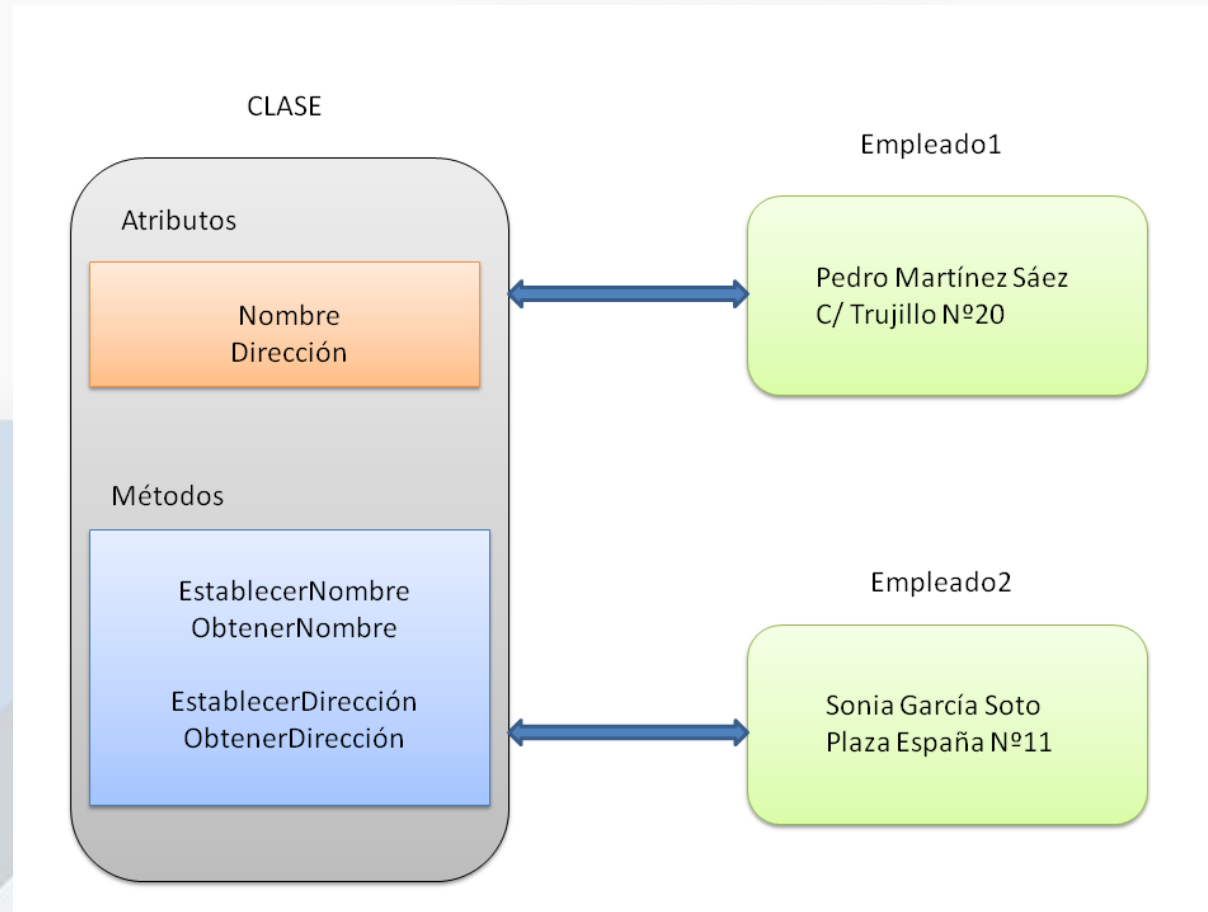 CLASE
Atributos
Nombre
Dirección
Métodos
EstablecerNombre
ObtenerNombre
EstablecerDirección
ObtenerDirección
Empleado1
Pedro Martínez Sáez
C/ Trujillo Nº20
Empleado2
Sonia García Soto
Plaza España Nº11